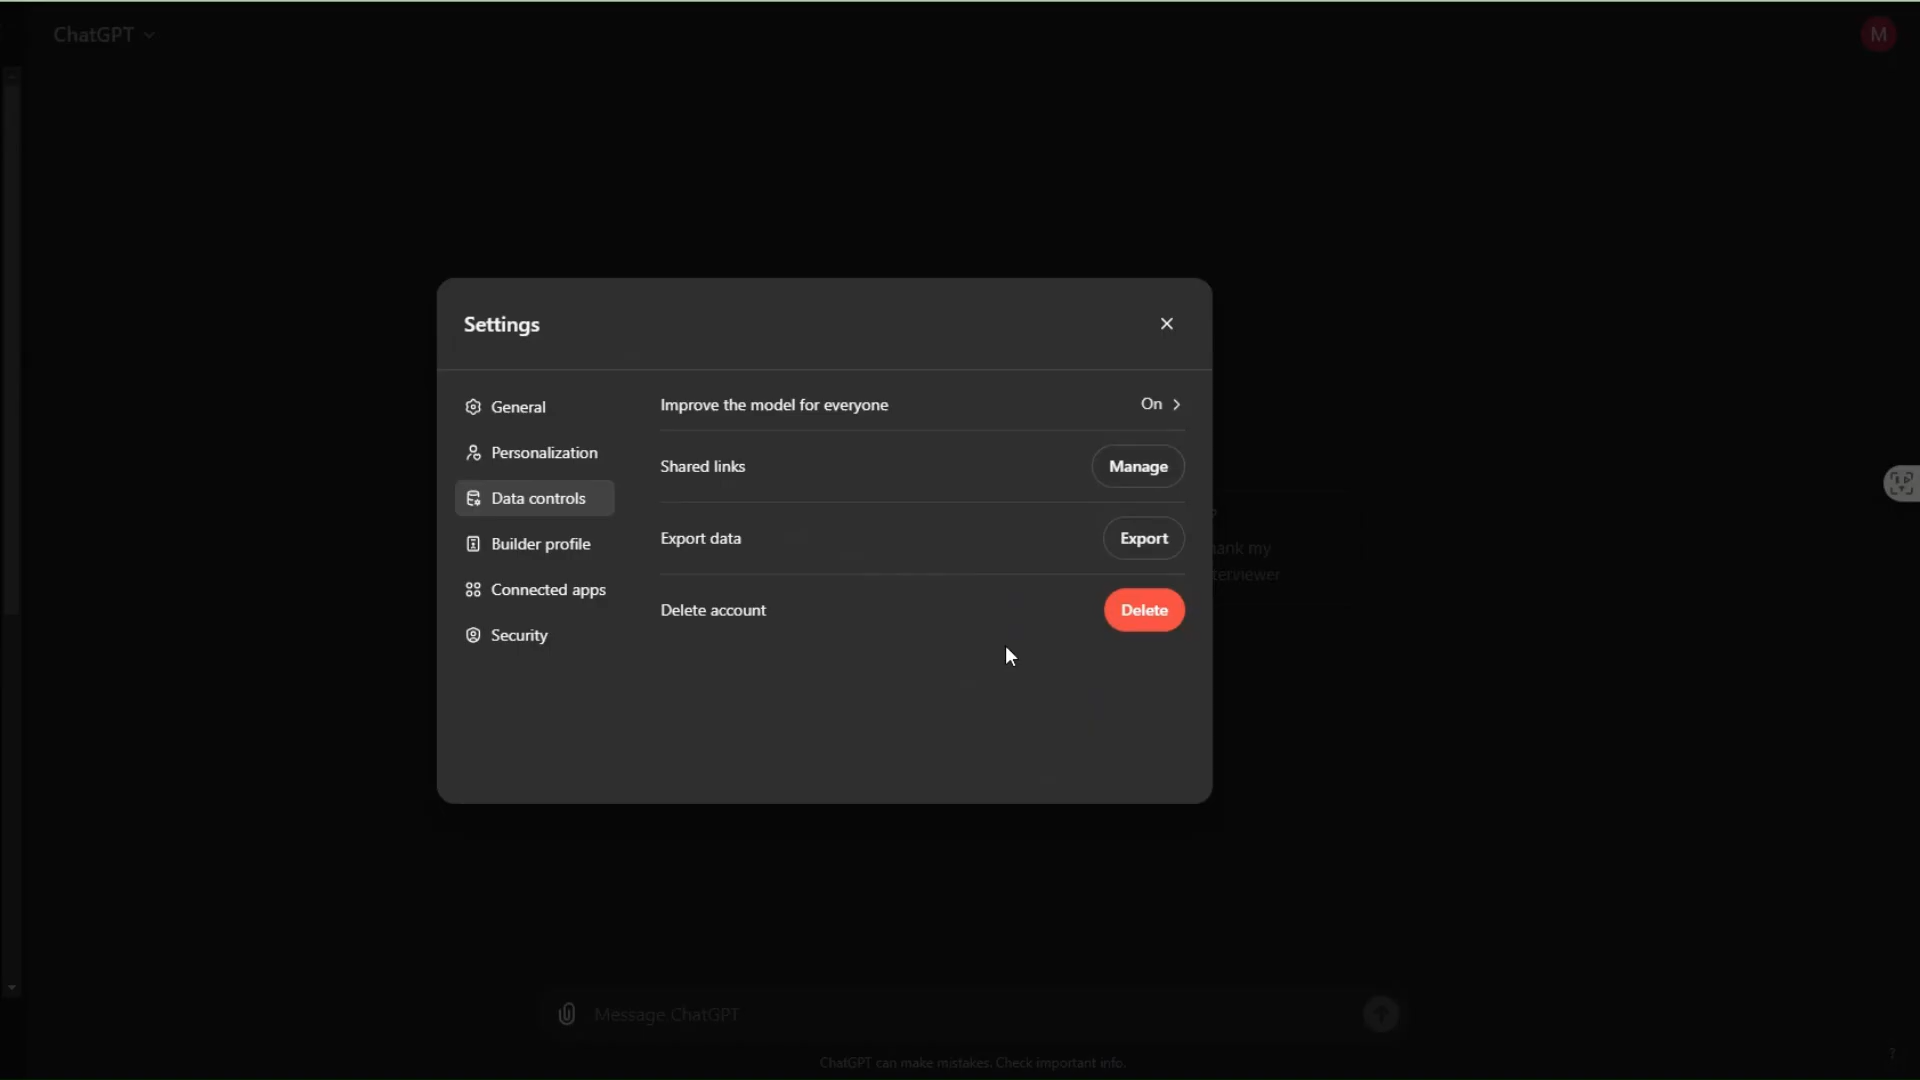 ChatGPT
M
Settings
General
Personalization
Data controls
Builder profile
Connected apps
Security
Improve the model for everyone
On
Shared links
Manage
Export data
Export
Delete account
Delete
my
Message ChatGPT
ChatGPT can make mistakes. Check important info.
?